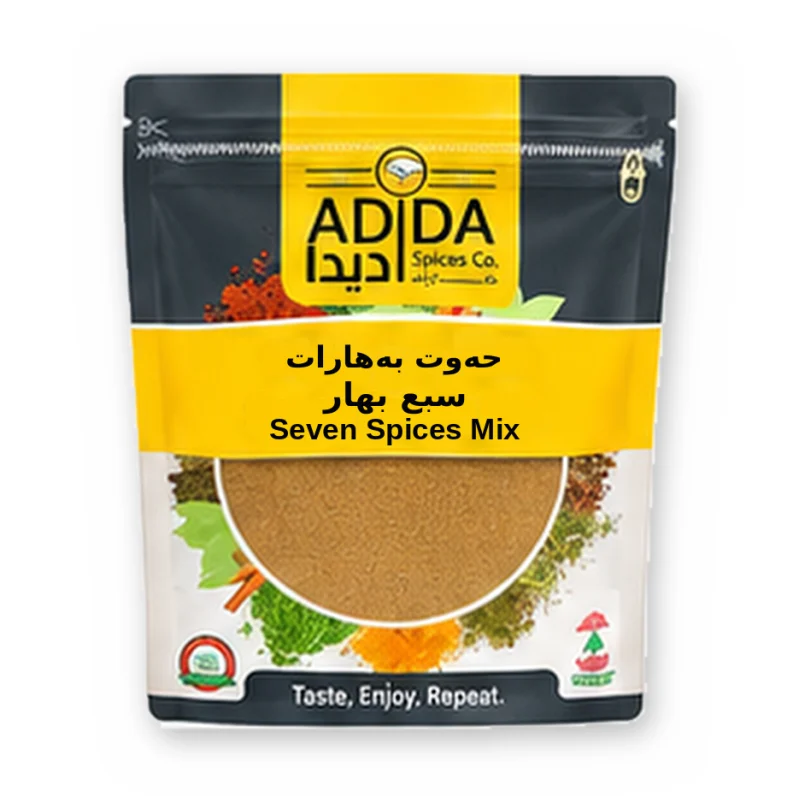 ADIDA
اديدا
Spices Co.
حەوت بەهارات
سبع بهار
Seven Spices Mix
Taste, Enjoy, Repeat.